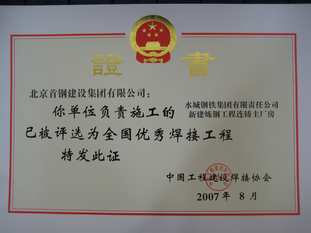 證 書
北京首钢建设集团有限公司：
你单位负责施工的 水城钢铁集团有限责任公司
新建炼钢工程连铸主厂房
已被评选为全国优秀焊接工程
特发此证
中国工程建设焊接协会
2007年 8月